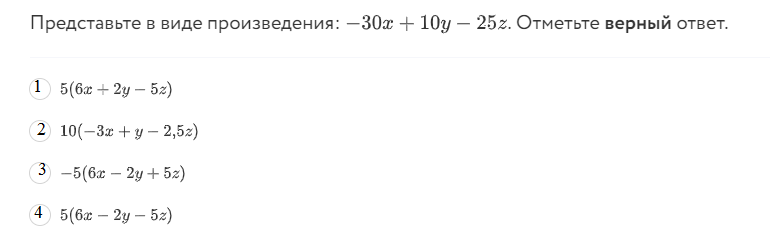 Представьте в виде произведения: −30x + 10y − 25z. Отметьте верный ответ.
1 5(6x + 2y − 5z)
2 10(−3x + y − 2,5z)
3 −5(6x − 2y + 5z)
4 5(6x − 2y − 5z)